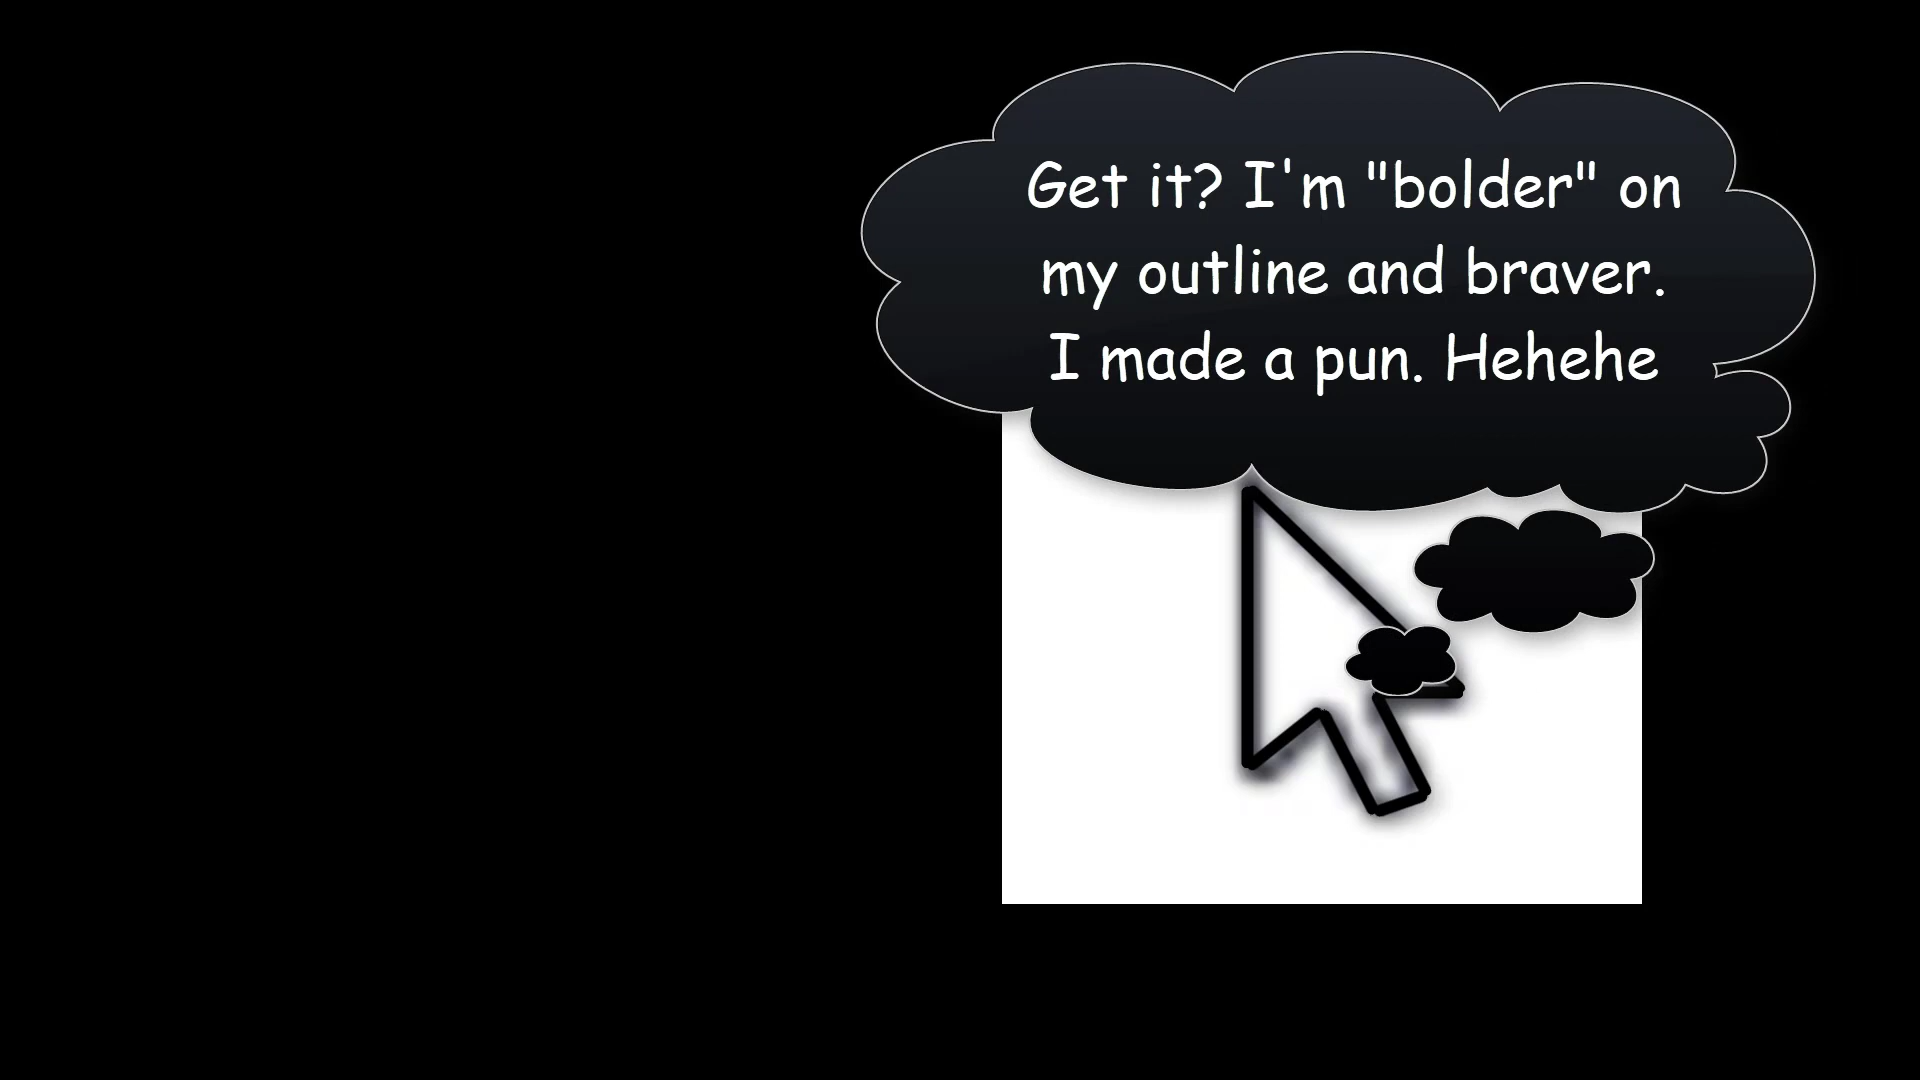 Get it? I'm "bolder" on
my outline and braver.
I made a pun. Hehehe